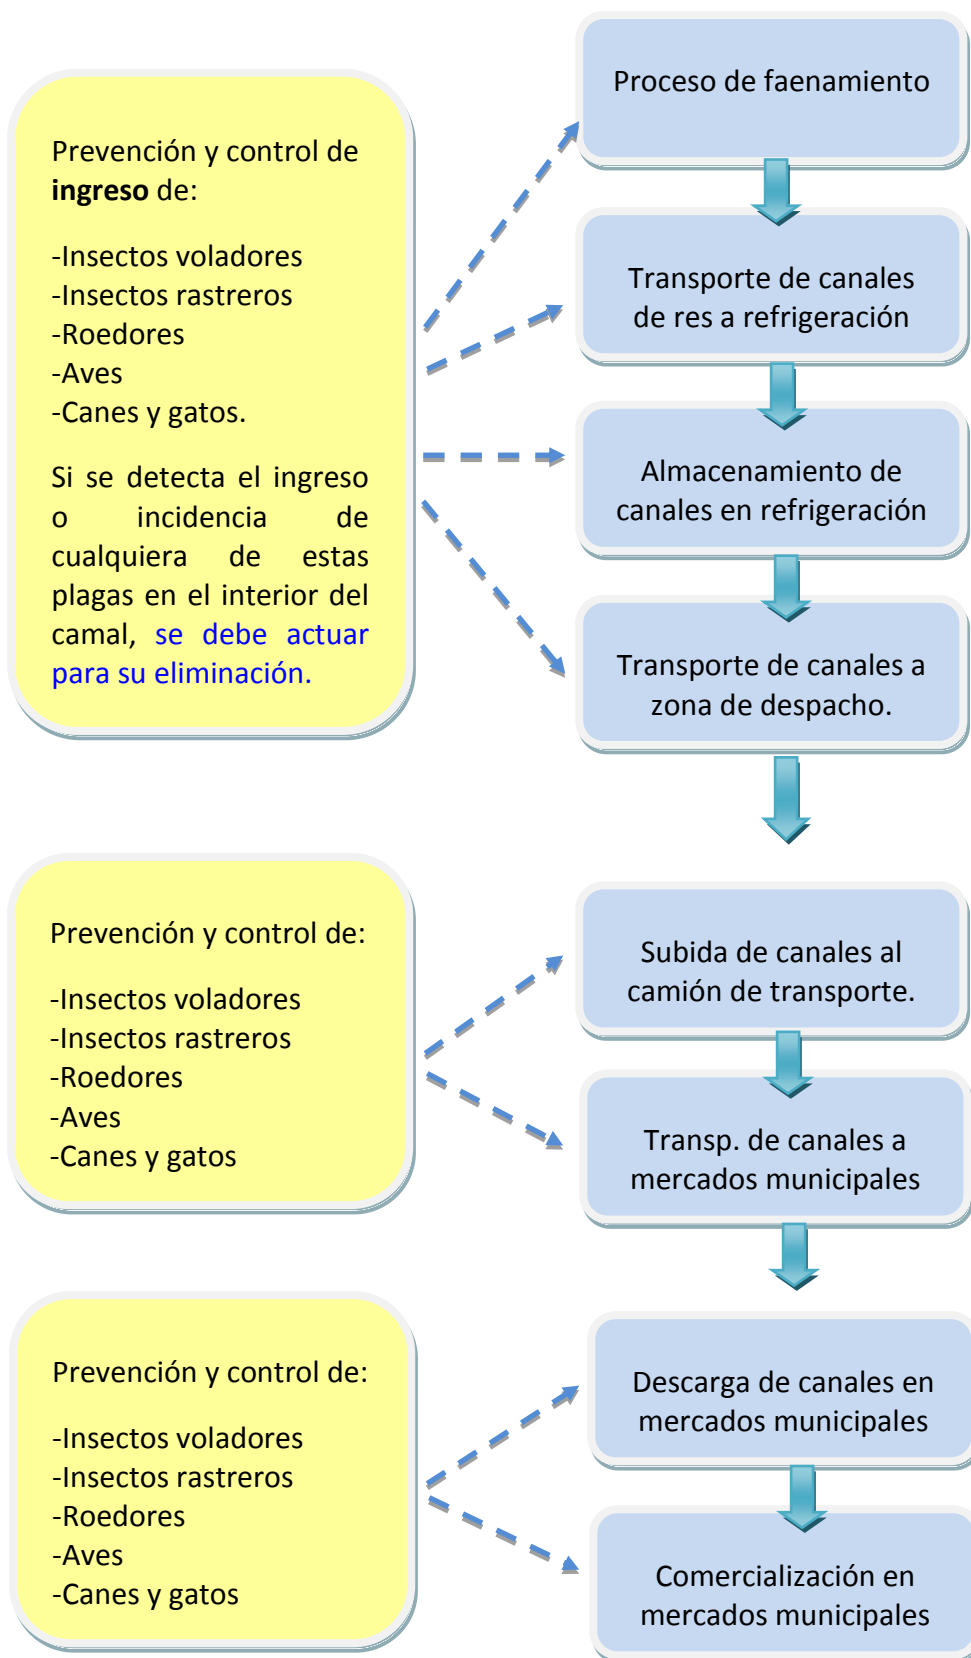 Prevención y control de
ingreso de:
-Insectos voladores
-Insectos rastreros
-Roedores
-Aves
-Canes y gatos.
Si se detecta el ingreso
o incidencia de
cualquiera de estas
plagas en el interior del
camal, se debe actuar
para su eliminación.
Proceso de faenamiento
Transporte de canales
de res a refrigeración
Almacenamiento de
canales en refrigeración
Transporte de canales a
zona de despacho.
Prevención y control de:
-Insectos voladores
-Insectos rastreros
-Roedores
-Aves
-Canes y gatos
Subida de canales al
camión de transporte.
Transp. de canales a
mercados municipales
Prevención y control de:
-Insectos voladores
-Insectos rastreros
-Roedores
-Aves
-Canes y gatos
Descarga de canales en
mercados municipales
Comercialización en
mercados municipales